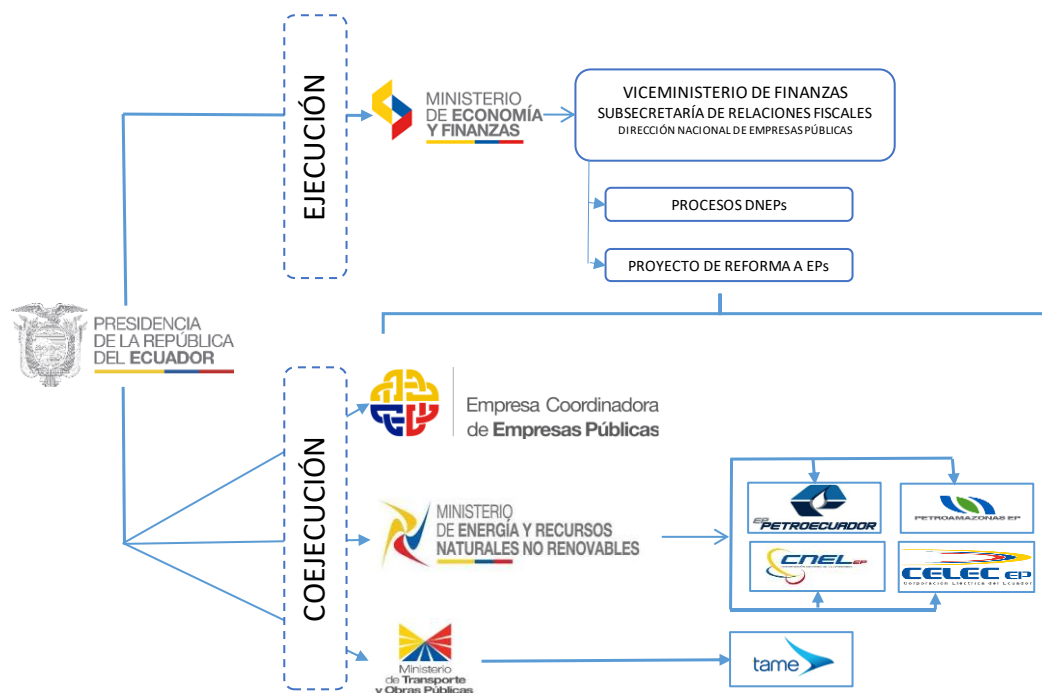 EJECUCIÓN
MINISTERIO
DE ECONOMÍA
Y FINANZAS
VICEMINISTERIO DE FINANZAS
SUBSECRETARÍA DE RELACIONES FISCALES
DIRECCIÓN NACIONAL DE EMPRESAS PÚBLICAS
PROCESOS DNEPs
PROYECTO DE REFORMA A EPs
PRESIDENCIA
DE LA REPÚBLICA
DEL ECUADOR
COEJECUCIÓN
Empresa Coordinadora
de Empresas Públicas
MINISTERIO
DE ENERGÍA Y RECURSOS
NATURALES NO RENOVABLES
EP PETROECUADOR
PETROAMAZONAS EP
CNEL EP
CELEC EP
Corporación Eléctrica del Ecuador
Ministerio
de Transporte
y Obras Públicas
tame